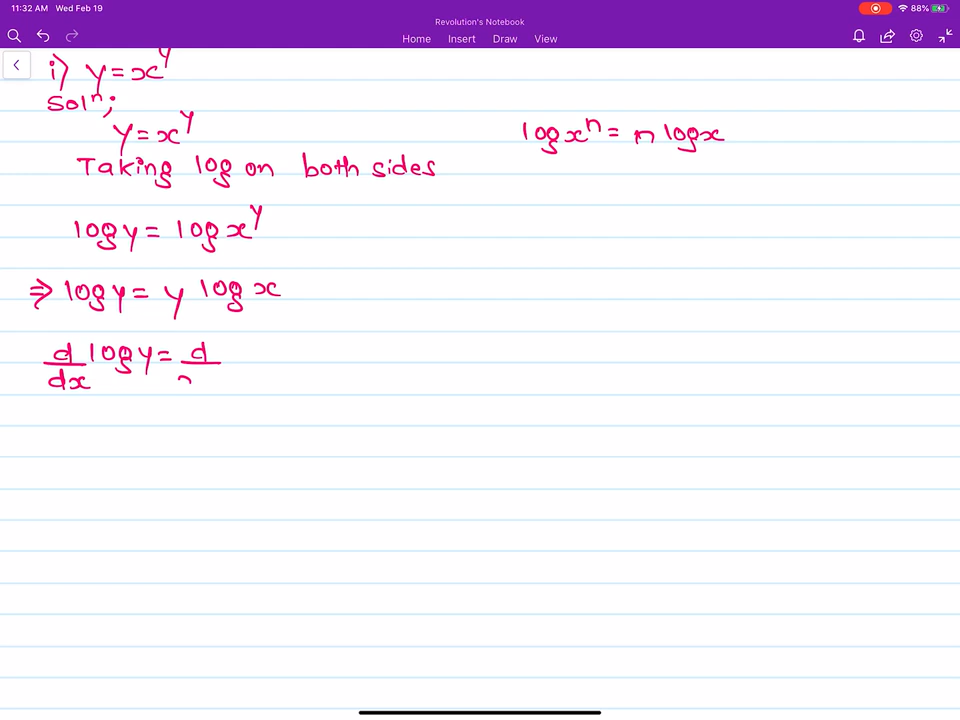 11:32 AM Wed Feb 19 88%
Revolution's Notebook
Home Insert Draw View
i) y = x^y
Solⁿ;
y = x^y
log xⁿ = n log x
Taking log on both sides
log y = log x^y
⇒ log y = y log x
d/dx log y = d